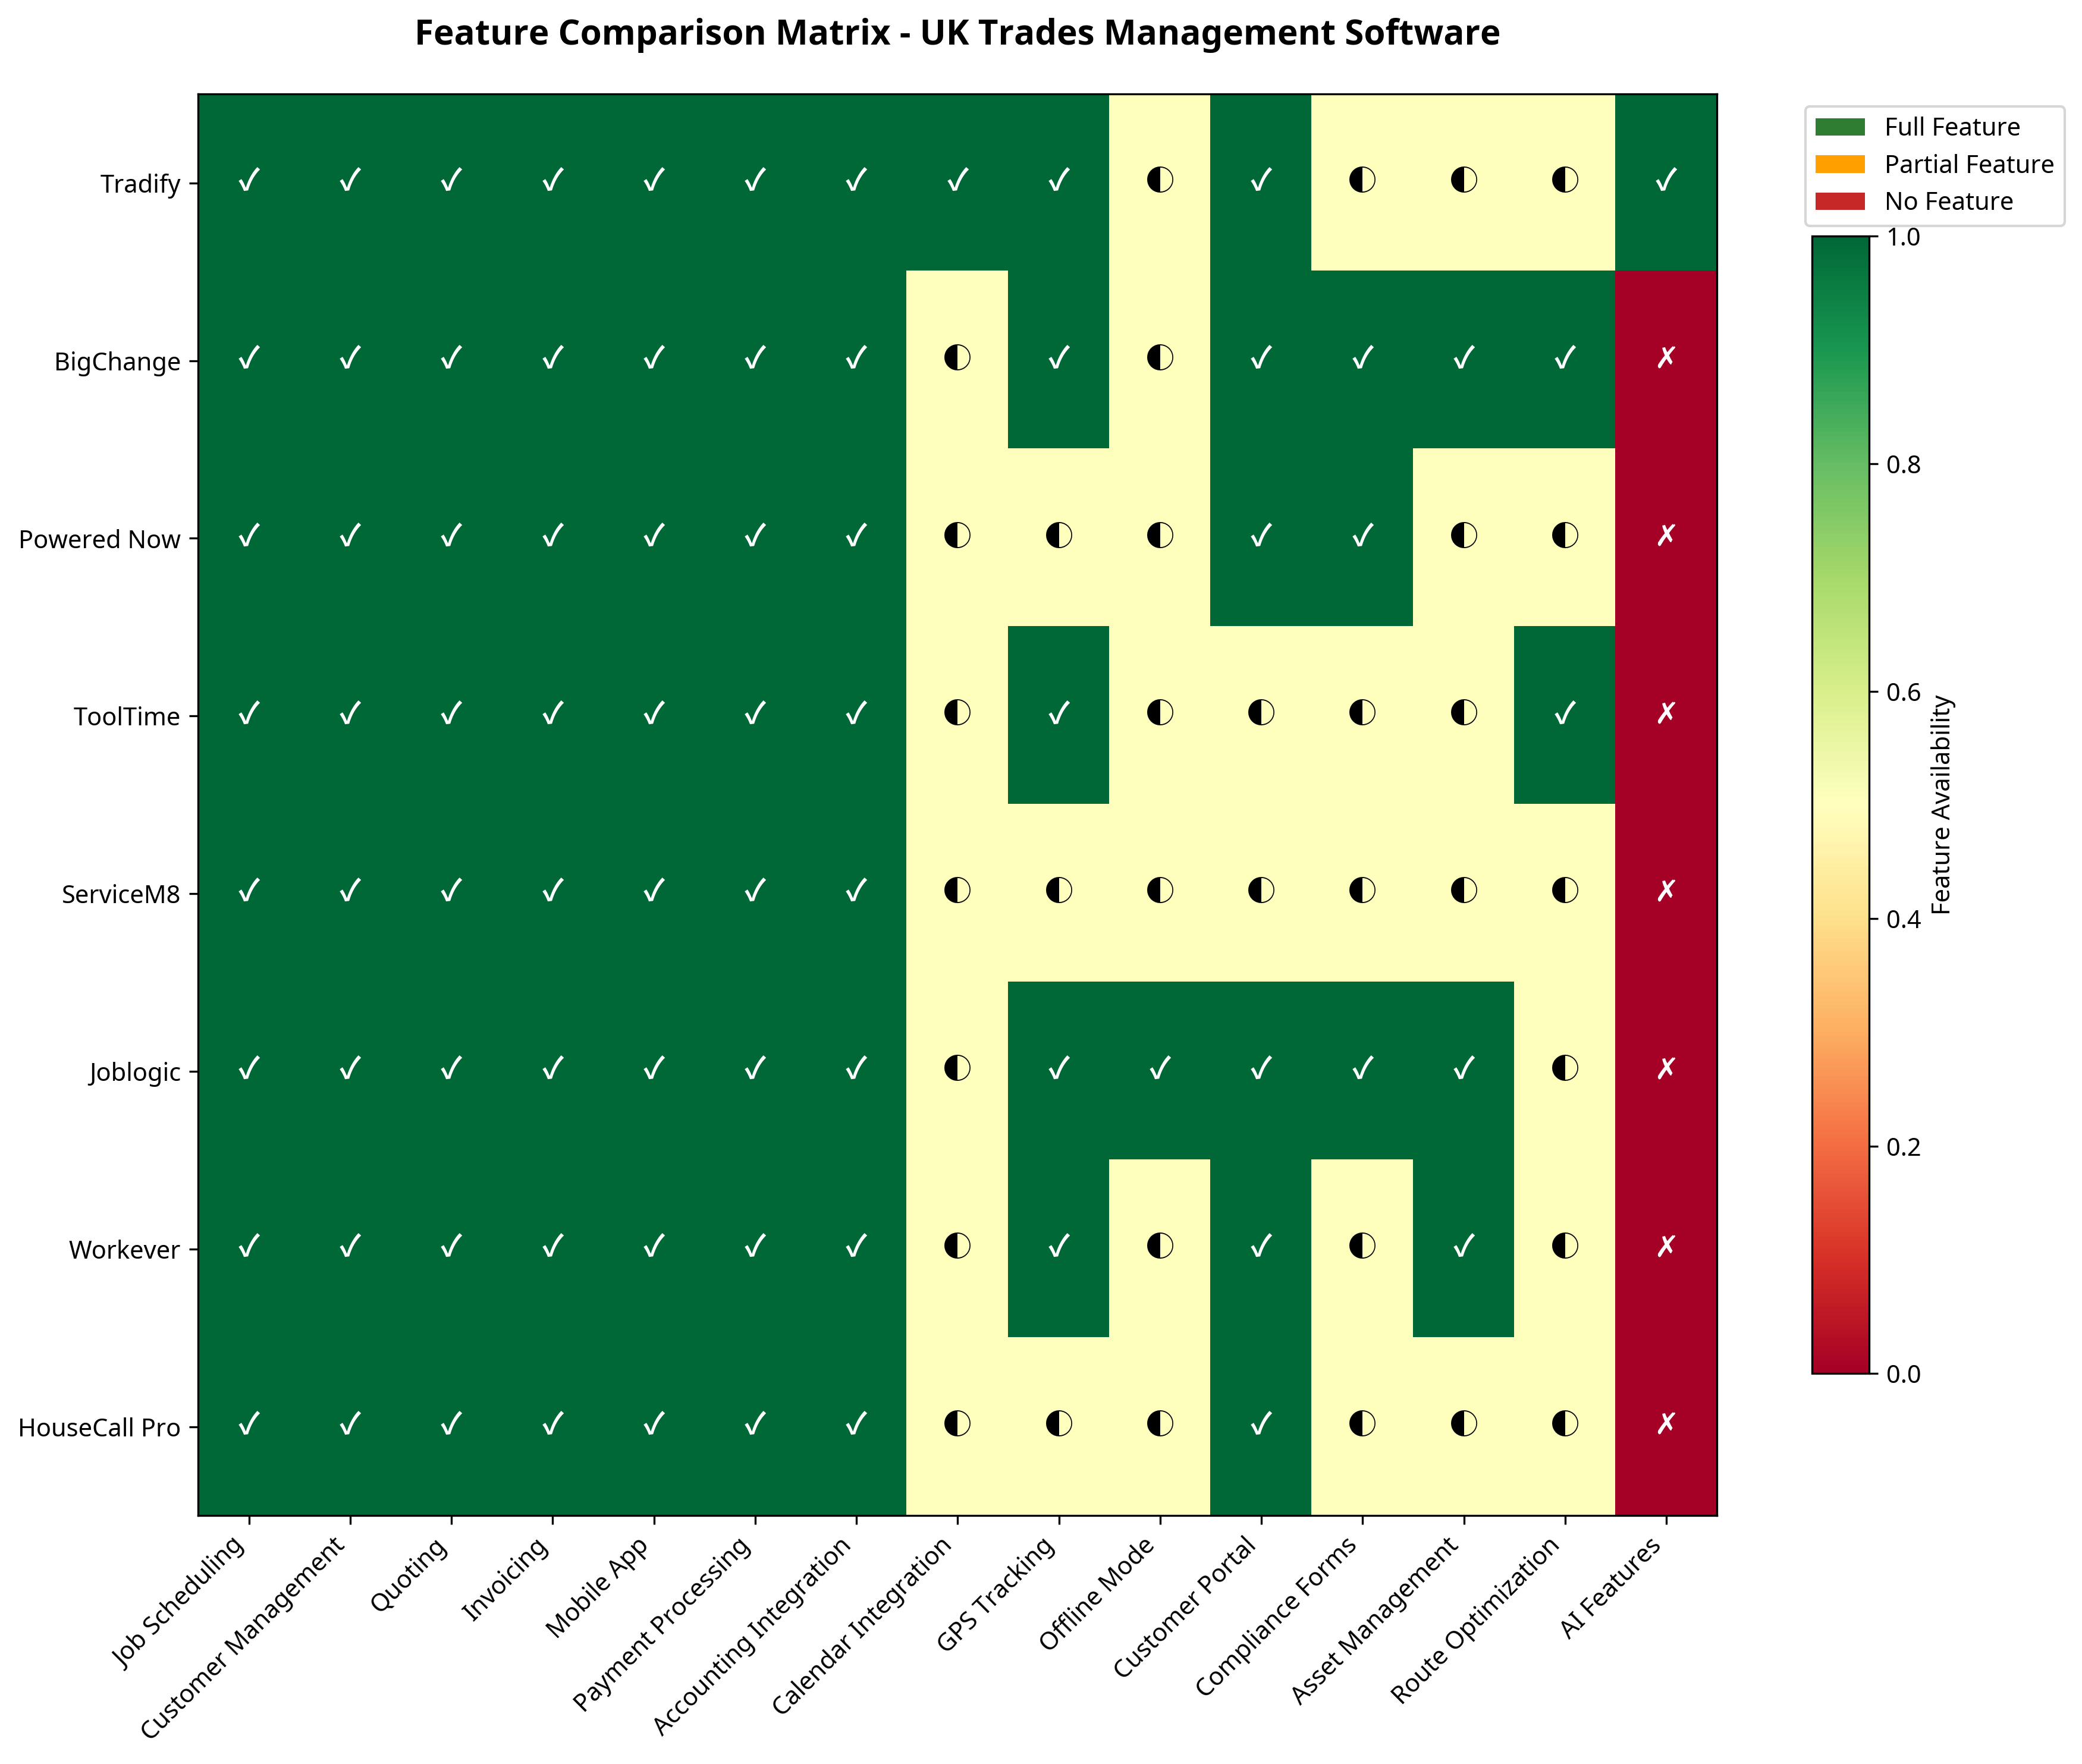 Feature Comparison Matrix - UK Trades Management Software
Full Feature
Partial Feature
No Feature
Tradify ✓ ✓ ✓ ✓ ✓ ✓ ✓ ✓ ✓ ◐ ✓ ◐ ◐ ◐ ✓
BigChange ✓ ✓ ✓ ✓ ✓ ✓ ✓ ◐ ✓ ◐ ✓ ✓ ✓ ✓ ✗
Powered Now ✓ ✓ ✓ ✓ ✓ ✓ ✓ ◐ ◐ ◐ ✓ ✓ ◐ ◐ ✗
ToolTime ✓ ✓ ✓ ✓ ✓ ✓ ✓ ◐ ✓ ◐ ◐ ◐ ◐ ✓ ✗
ServiceM8 ✓ ✓ ✓ ✓ ✓ ✓ ✓ ◐ ◐ ◐ ◐ ◐ ◐ ◐ ✗
Joblogic ✓ ✓ ✓ ✓ ✓ ✓ ✓ ◐ ✓ ✓ ✓ ✓ ✓ ◐ ✗
Workever ✓ ✓ ✓ ✓ ✓ ✓ ✓ ◐ ✓ ◐ ✓ ◐ ✓ ◐ ✗
HouseCall Pro ✓ ✓ ✓ ✓ ✓ ✓ ✓ ◐ ◐ ◐ ✓ ◐ ◐ ◐ ✗
Job Scheduling
Customer Management
Quoting
Invoicing
Mobile App
Payment Processing
Accounting Integration
Calendar Integration
GPS Tracking
Offline Mode
Customer Portal
Compliance Forms
Asset Management
Route Optimization
AI Features
1.0
0.8
0.6
0.4
0.2
0.0
Feature Availability